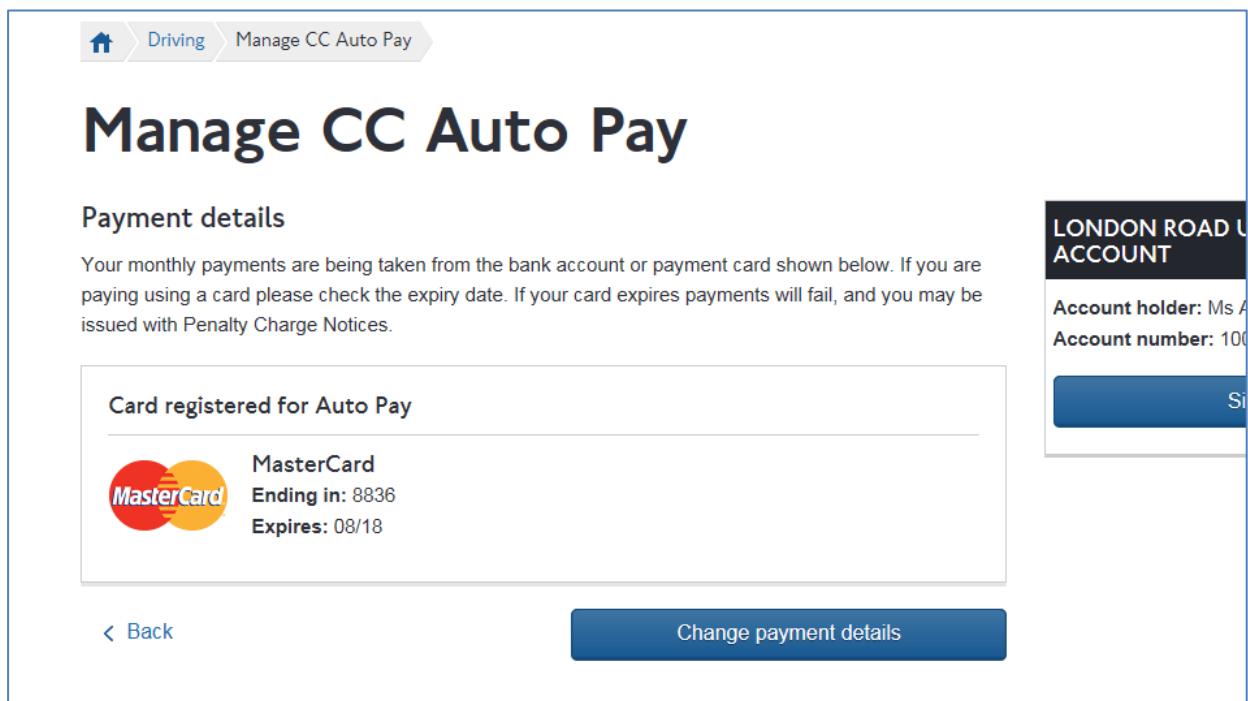 Driving Manage CC Auto Pay
Manage CC Auto Pay
Payment details
Your monthly payments are being taken from the bank account or payment card shown below. If you are
paying using a card please check the expiry date. If your card expires payments will fail, and you may be
issued with Penalty Charge Notices.
Card registered for Auto Pay
MasterCard
MasterCard
Ending in: 8836
Expires: 08/18
Back
Change payment details
LONDON ROAD
ACCOUNT
Account holder: Ms
Account number: 100